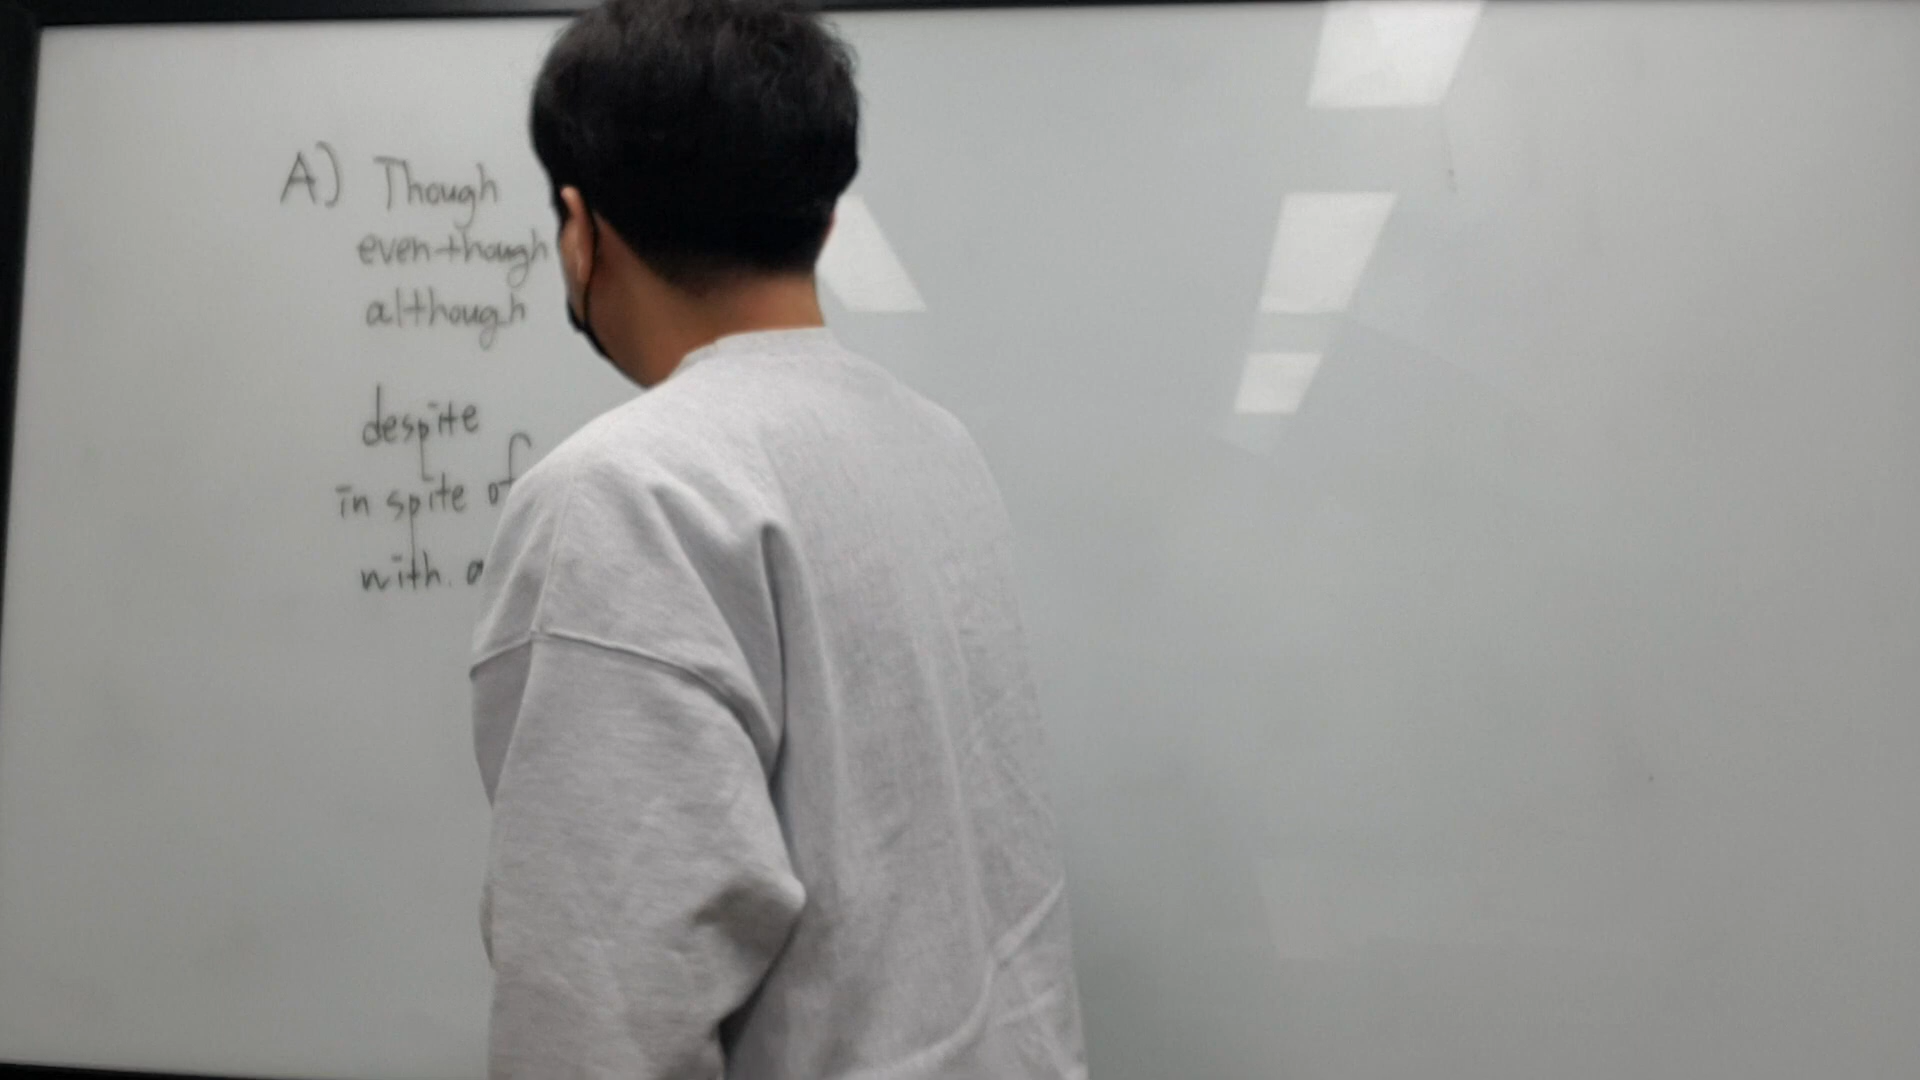 A) Though
even though
although
despite
in spite of
with